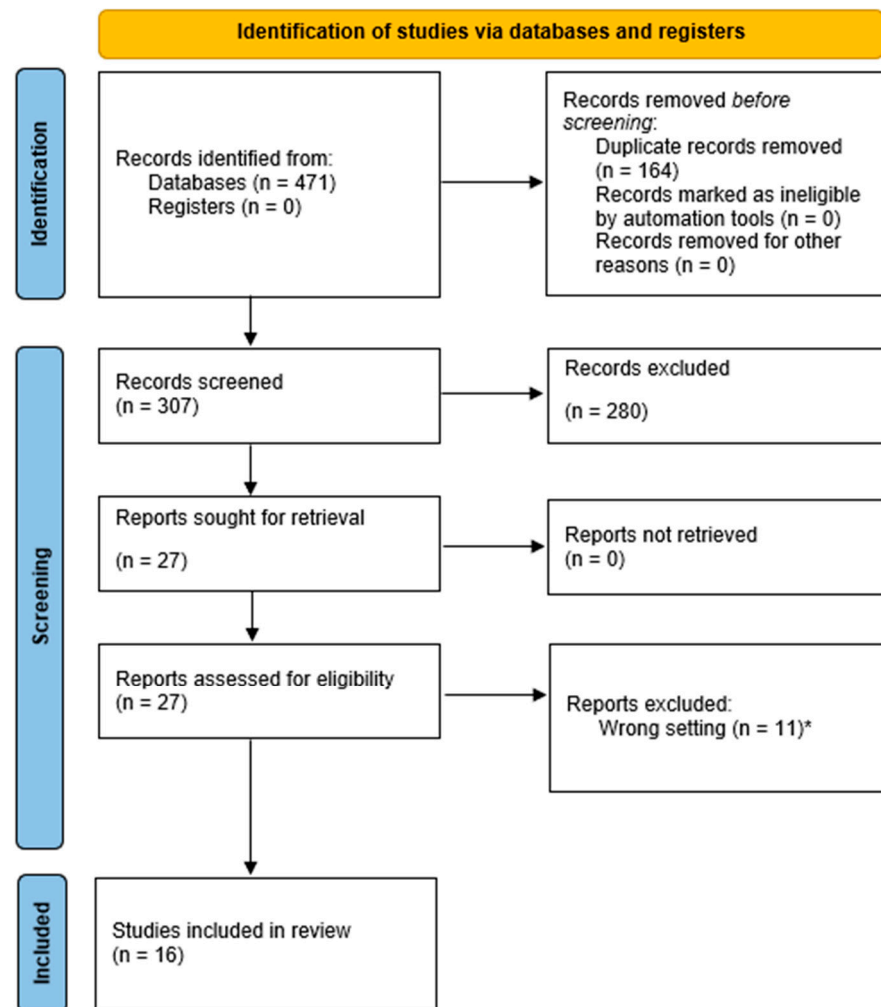 Identification of studies via databases and registers
Identification
Records identified from:
Databases (n = 471)
Registers (n = 0)
Records removed before
screening:
Duplicate records removed
(n = 164)
Records marked as ineligible
by automation tools (n = 0)
Records removed for other
reasons (n = 0)
Screening
Records screened
(n = 307)
Records excluded
(n = 280)
Reports sought for retrieval
(n = 27)
Reports not retrieved
(n = 0)
Reports assessed for eligibility
(n = 27)
Reports excluded:
Wrong setting (n = 11)*
Included
Studies included in review
(n = 16)